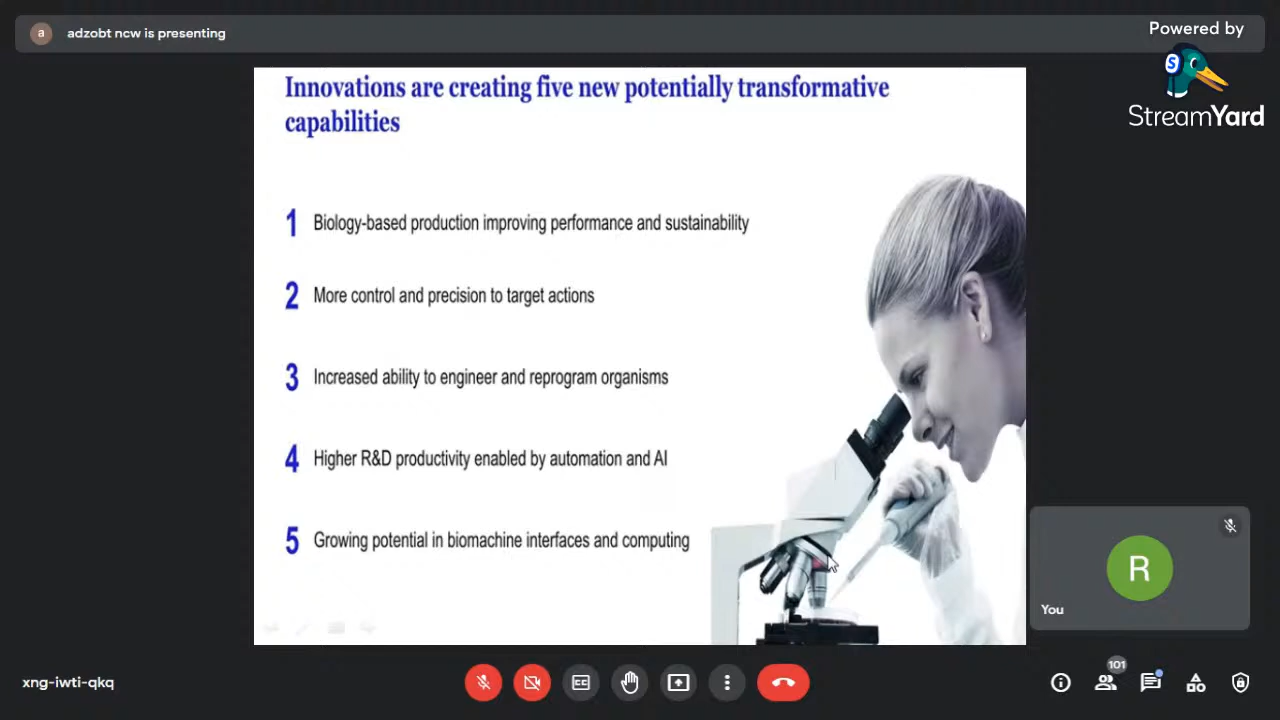 a
adzobt ncw is presenting
Powered by
S
StreamYard
Innovations are creating five new potentially transformative
capabilities
1 Biology-based production improving performance and sustainability
2 More control and precision to target actions
3 Increased ability to engineer and reprogram organisms
4 Higher R&D productivity enabled by automation and AI
5 Growing potential in biomachine interfaces and computing
R
You
xng-iwti-qkq
CC
101